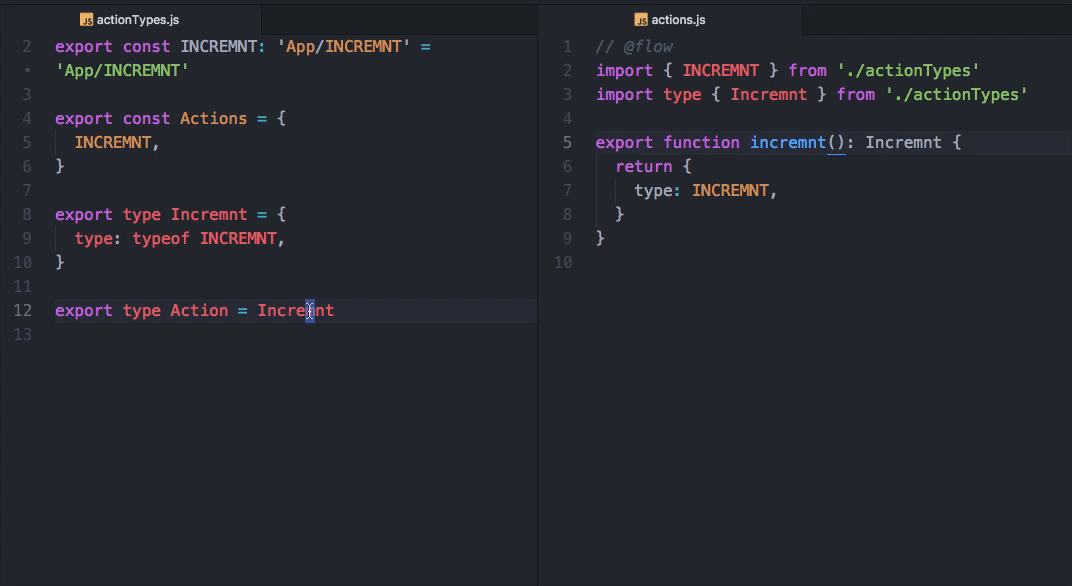 actionTypes.js
2 export const INCREMNT: 'App/INCREMNT' =
• 'App/INCREMNT'
3
4 export const Actions = {
5 INCREMNT,
6 }
7
8 export type Incremnt = {
9 type: typeof INCREMNT,
10 }
11
12 export type Action = Incremnt
13
actions.js
1 // @flow
2 import { INCREMNT } from './actionTypes'
3 import type { Incremnt } from './actionTypes'
4
5 export function incremnt(): Incremnt {
6 return {
7 type: INCREMNT,
8 }
9 }
10